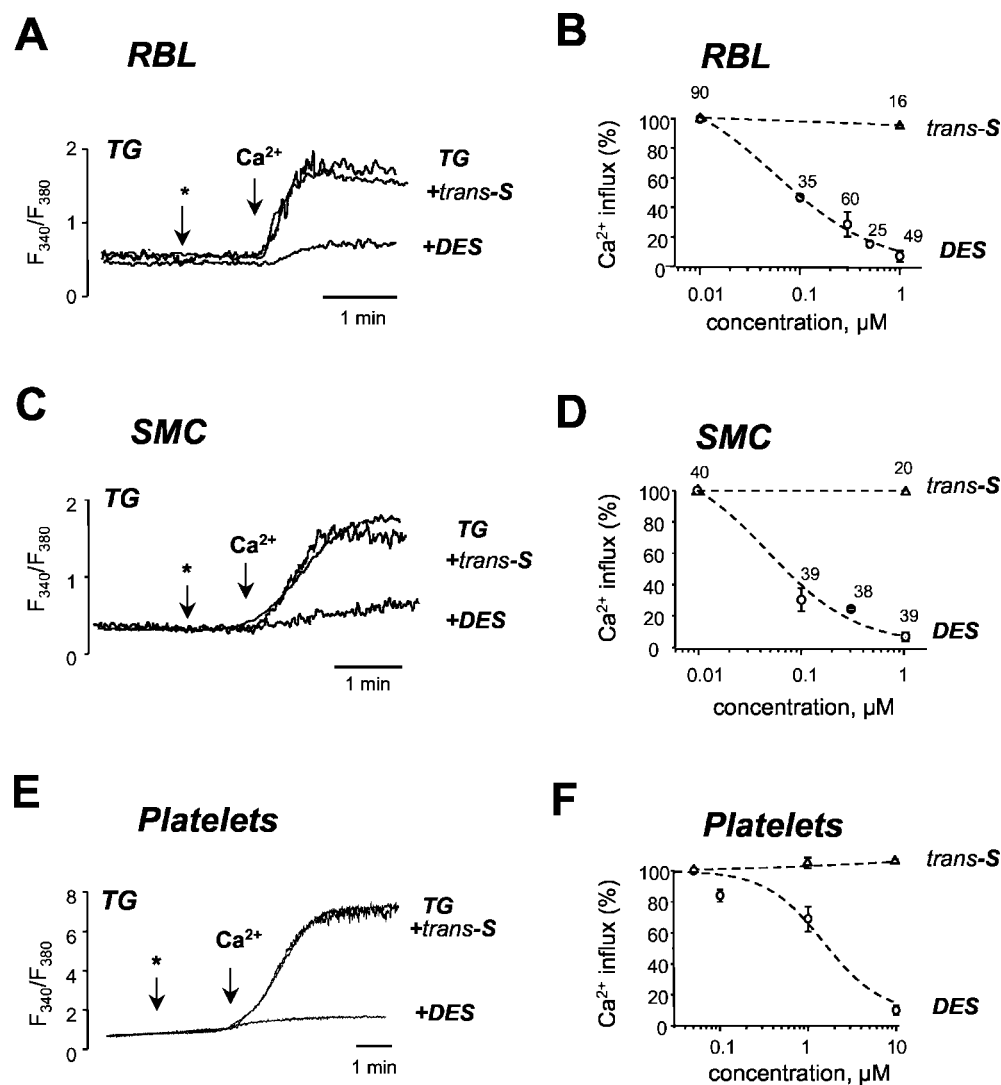 A
RBL
TG
*
Ca²⁺
TG
+trans-S
+DES
2
1
0
F₃₄₀/F₃₈₀
1 min
B
RBL
90
16
trans-S
35
60
25
49
DES
100
80
60
40
20
0
Ca²⁺ influx (%)
0.01
0.1
1
concentration, µM
C
SMC
TG
*
Ca²⁺
TG
+trans-S
+DES
2
1
0
F₃₄₀/F₃₈₀
1 min
D
SMC
40
20
trans-S
39
38
39
DES
100
80
60
40
20
0
Ca²⁺ influx (%)
0.01
0.1
1
concentration, µM
E
Platelets
TG
*
Ca²⁺
TG
+trans-S
+DES
8
6
4
2
0
F₃₄₀/F₃₈₀
1 min
F
Platelets
trans-S
DES
100
80
60
40
20
0
Ca²⁺ influx (%)
0.1
1
10
concentration, µM